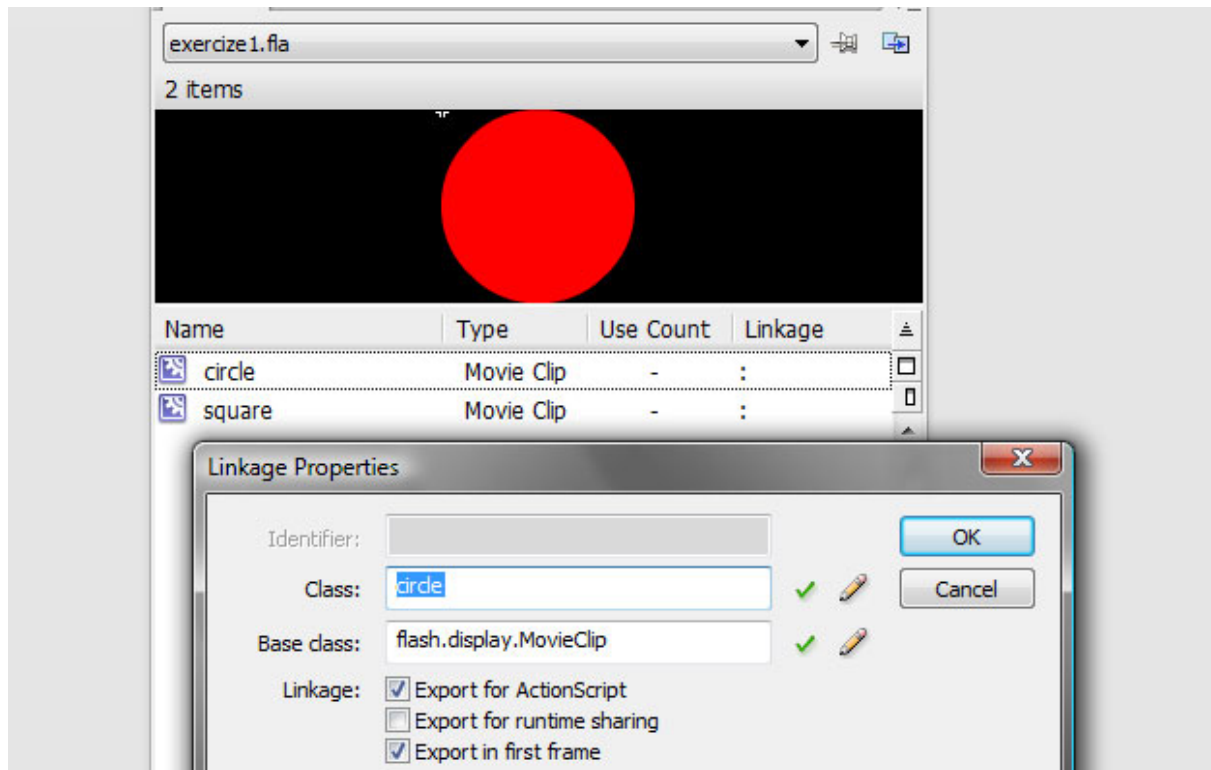 exercize1.fla
2 items
Name Type Use Count Linkage
circle Movie Clip - :
square Movie Clip - :
Linkage Properties
Identifier:
OK
Class: circle
Cancel
Base class: flash.display.MovieClip
Linkage: Export for ActionScript
Export for runtime sharing
Export in first frame